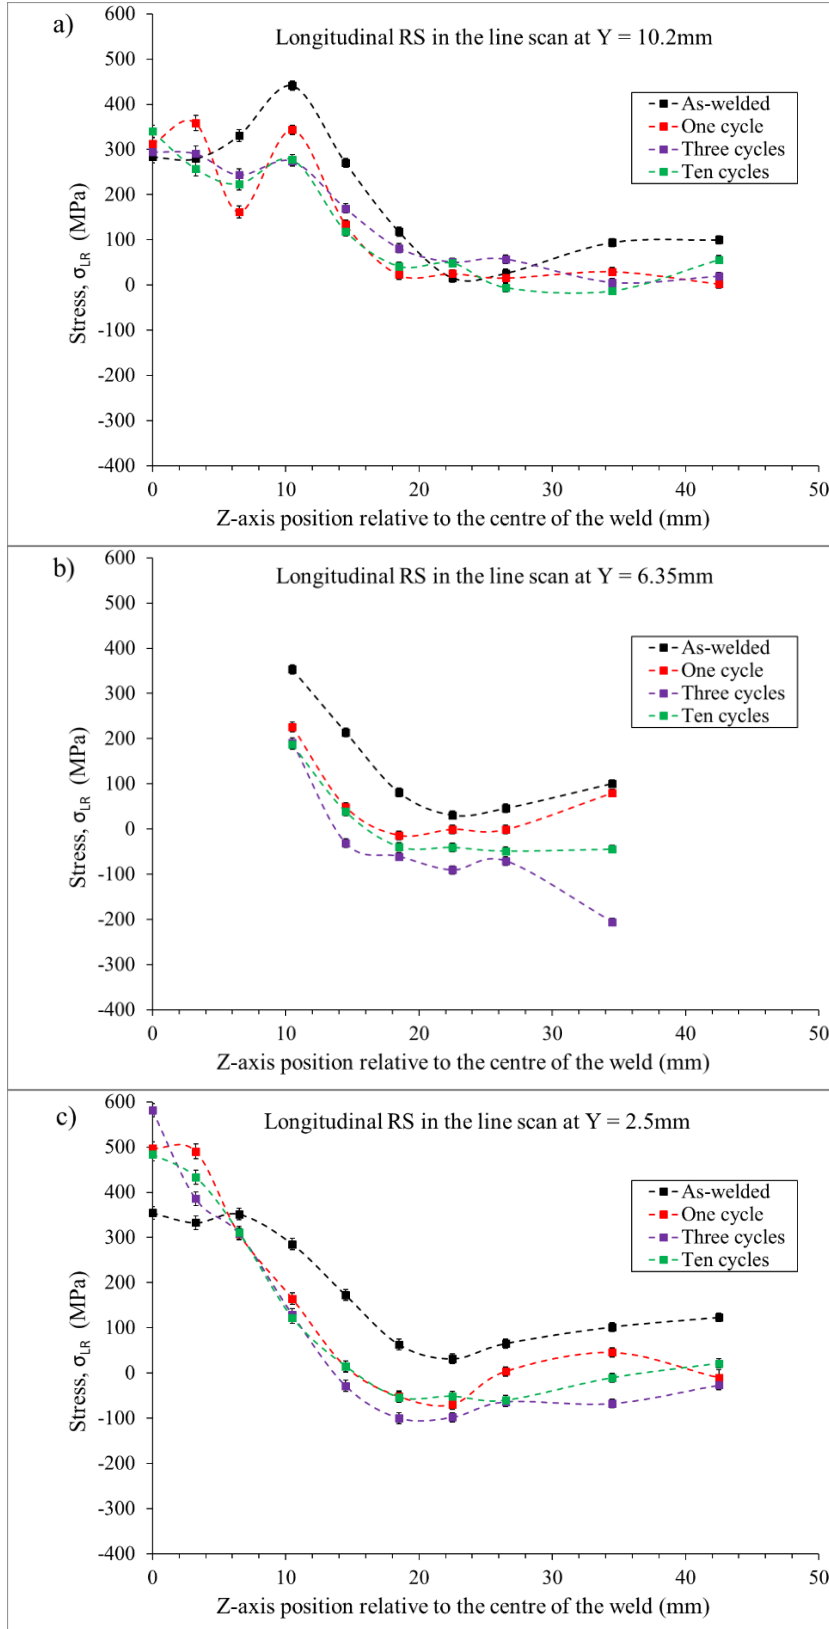 a)
Longitudinal RS in the line scan at Y = 10.2mm
600
500
400
300
200
100
0
-100
-200
-300
-400
Stress, σLR (MPa)
As-welded
One cycle
Three cycles
Ten cycles
0 10 20 30 40 50
Z-axis position relative to the centre of the weld (mm)
b)
Longitudinal RS in the line scan at Y = 6.35mm
600
500
400
300
200
100
0
-100
-200
-300
-400
Stress, σLR (MPa)
As-welded
One cycle
Three cycles
Ten cycles
0 10 20 30 40 50
Z-axis position relative to the centre of the weld (mm)
c)
Longitudinal RS in the line scan at Y = 2.5mm
600
500
400
300
200
100
0
-100
-200
-300
-400
Stress, σLR (MPa)
As-welded
One cycle
Three cycles
Ten cycles
0 10 20 30 40 50
Z-axis position relative to the centre of the weld (mm)